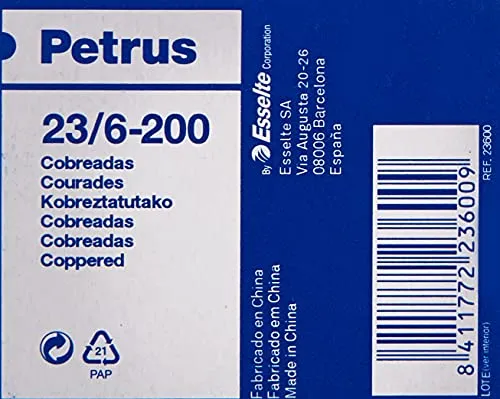 Petrus
23/6-200
Cobreadas
Courades
Kobreztatutako
Cobreadas
Cobreadas
Coppered
21
PAP
By Esselte Corporation
Esselte SA
Via Augusta 20-26
08006 Barcelona
España
Fabricado en China
Fabricado em China
Made in China
8 411772 236009
REF. 23600
LOTE (ver interior)